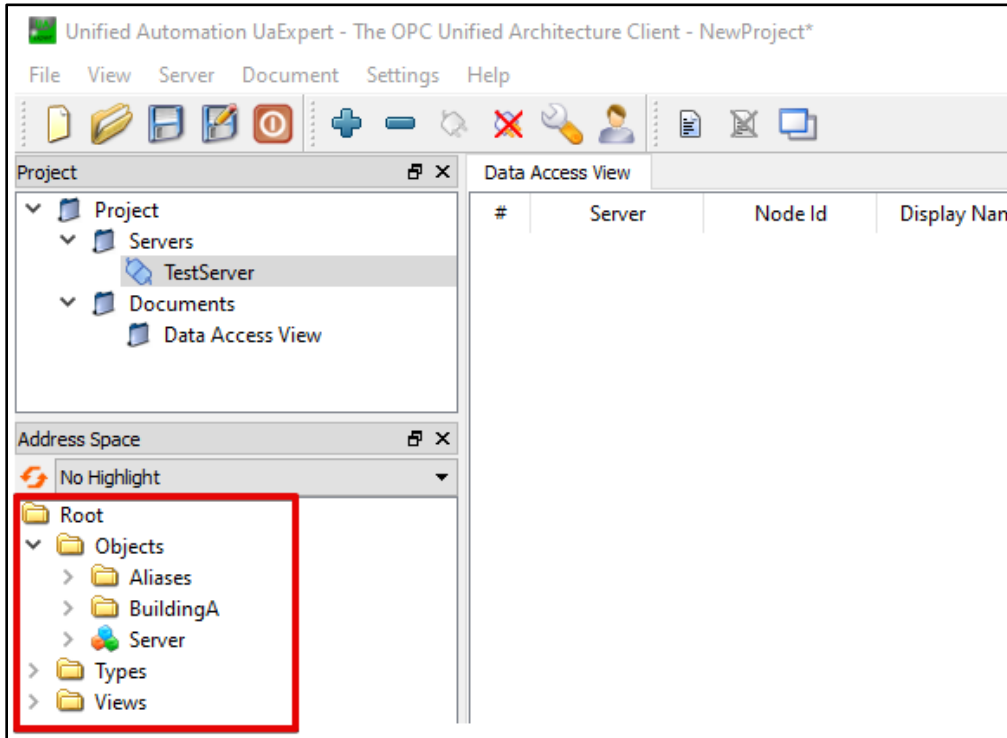 Unified Automation UaExpert - The OPC Unified Architecture Client - NewProject*
File View Server Document Settings Help
Project
Data Access View
Project
# Server Node Id Display Nan
Servers
TestServer
Documents
Data Access View
Address Space
No Highlight
Root
Objects
Aliases
BuildingA
Server
Types
Views